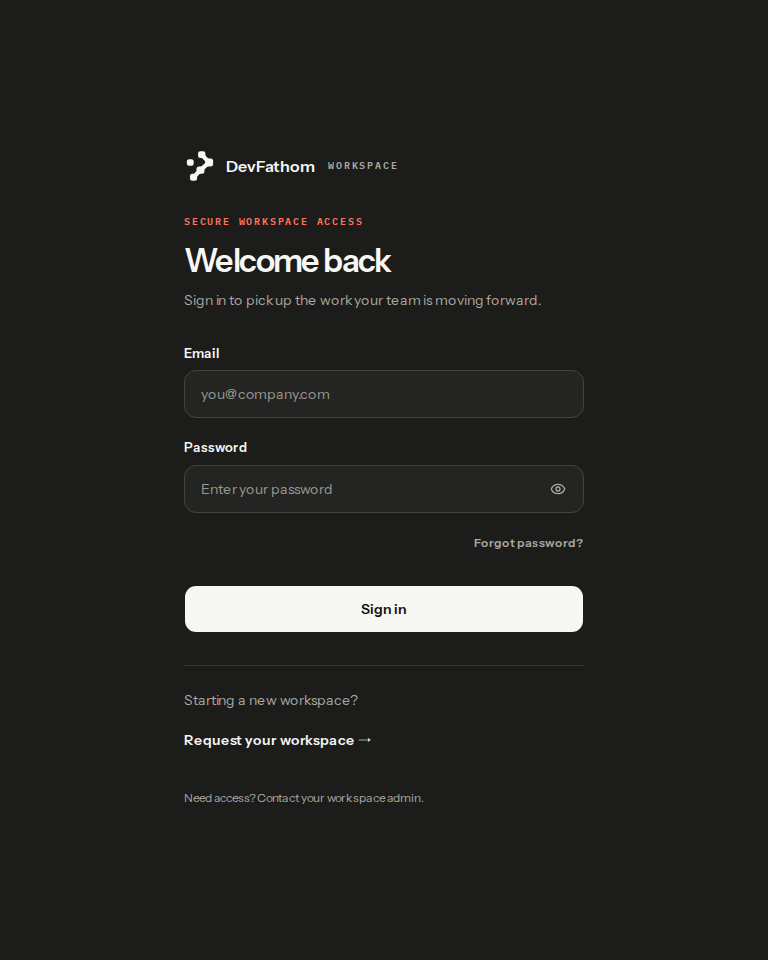 DevFathom WORKSPACE
SECURE WORKSPACE ACCESS
Welcome back
Sign in to pick up the work your team is moving forward.
Email
you@company.com
Password
Enter your password
Forgot password?
Sign in
Starting a new workspace?
Request your workspace →
Need access? Contact your workspace admin.